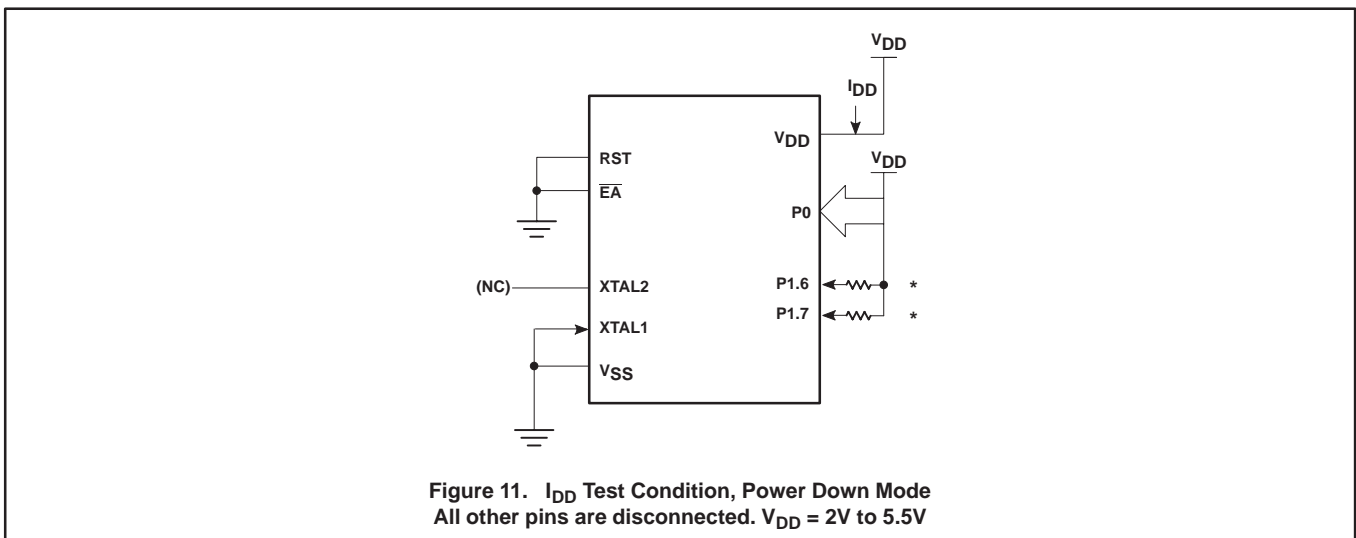 VDD
IDD
VDD
VDD
RST
EA
P0
(NC)
XTAL2
P1.6
*
P1.7
*
XTAL1
VSS
Figure 11. IDD Test Condition, Power Down Mode
All other pins are disconnected. VDD = 2V to 5.5V